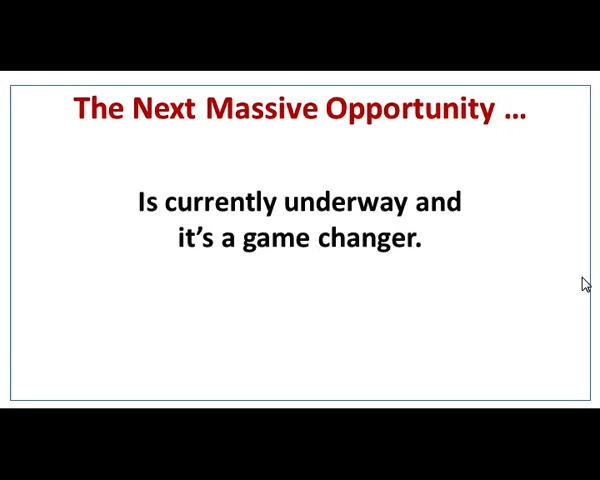 The Next Massive Opportunity …
Is currently underway and
it’s a game changer.